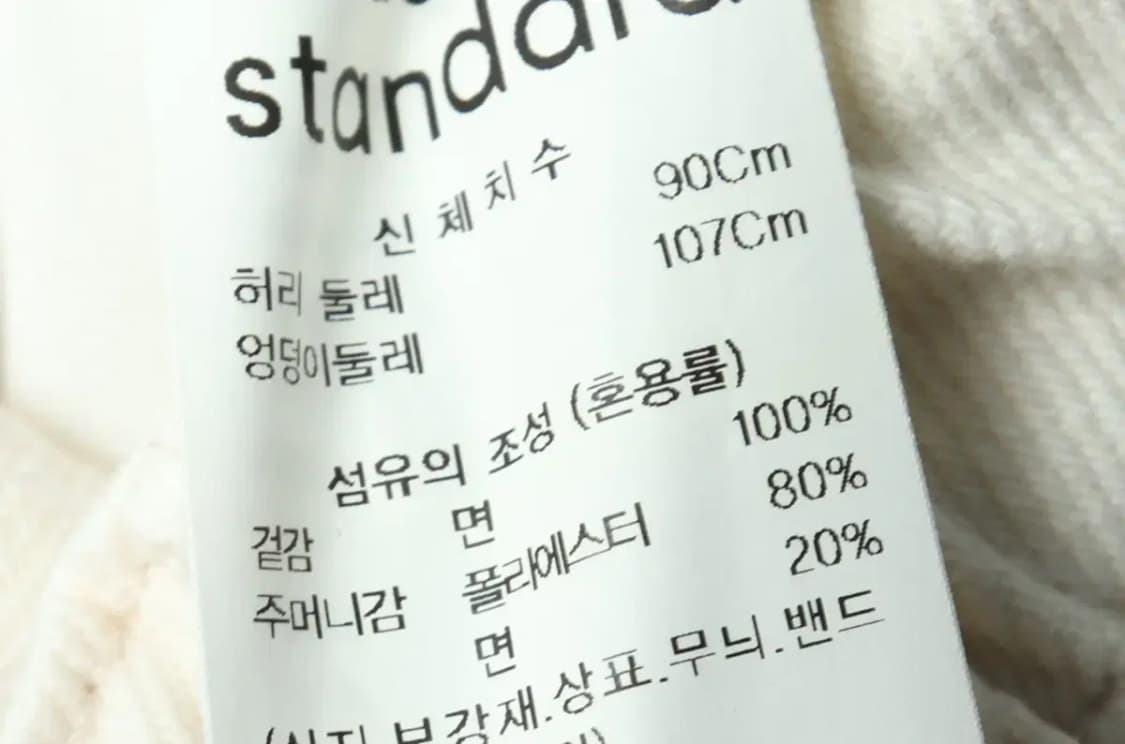 standard
신체치수
허리 둘레 90Cm
엉덩이둘레 107Cm
섬유의 조성 (혼용률)
겉감 면 100%
주머니감 폴리에스터 80%
면 20%
보강재.상표.무늬.밴드